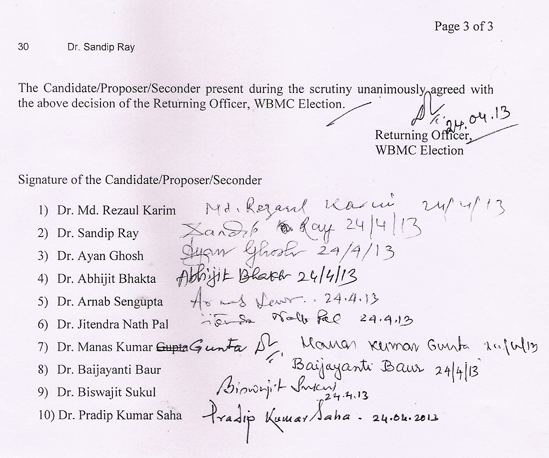 Page 3 of 3
30 Dr. Sandip Ray
The Candidate/Proposer/Seconder present during the scrutiny unanimously agreed with
the above decision of the Returning Officer, WBMC Election.
24.04.13
Returning Officer,
WBMC Election
Signature of the Candidate/Proposer/Seconder
1) Dr. Md. Rezaul Karim Md. Rezaul Karim 24/4/13
2) Dr. Sandip Ray Sandip Ray 24/4/13
3) Dr. Ayan Ghosh Ayan Ghosh 24/4/13
4) Dr. Abhijit Bhakta Abhijit Bhakta 24/4/13
5) Dr. Arnab Sengupta 24.4.13
6) Dr. Jitendra Nath Pal Nath Pal 24.4.13
7) Dr. Manas Kumar Gupta Gunta Manas Kumar Gunta 24/4/13
8) Dr. Baijayanti Baur Baijayanti Baur 24/4/13
9) Dr. Biswajit Sukul Biswajit Sukul
24.4.13
10) Dr. Pradip Kumar Saha Pradip Kumar Saha - 24.04.2013